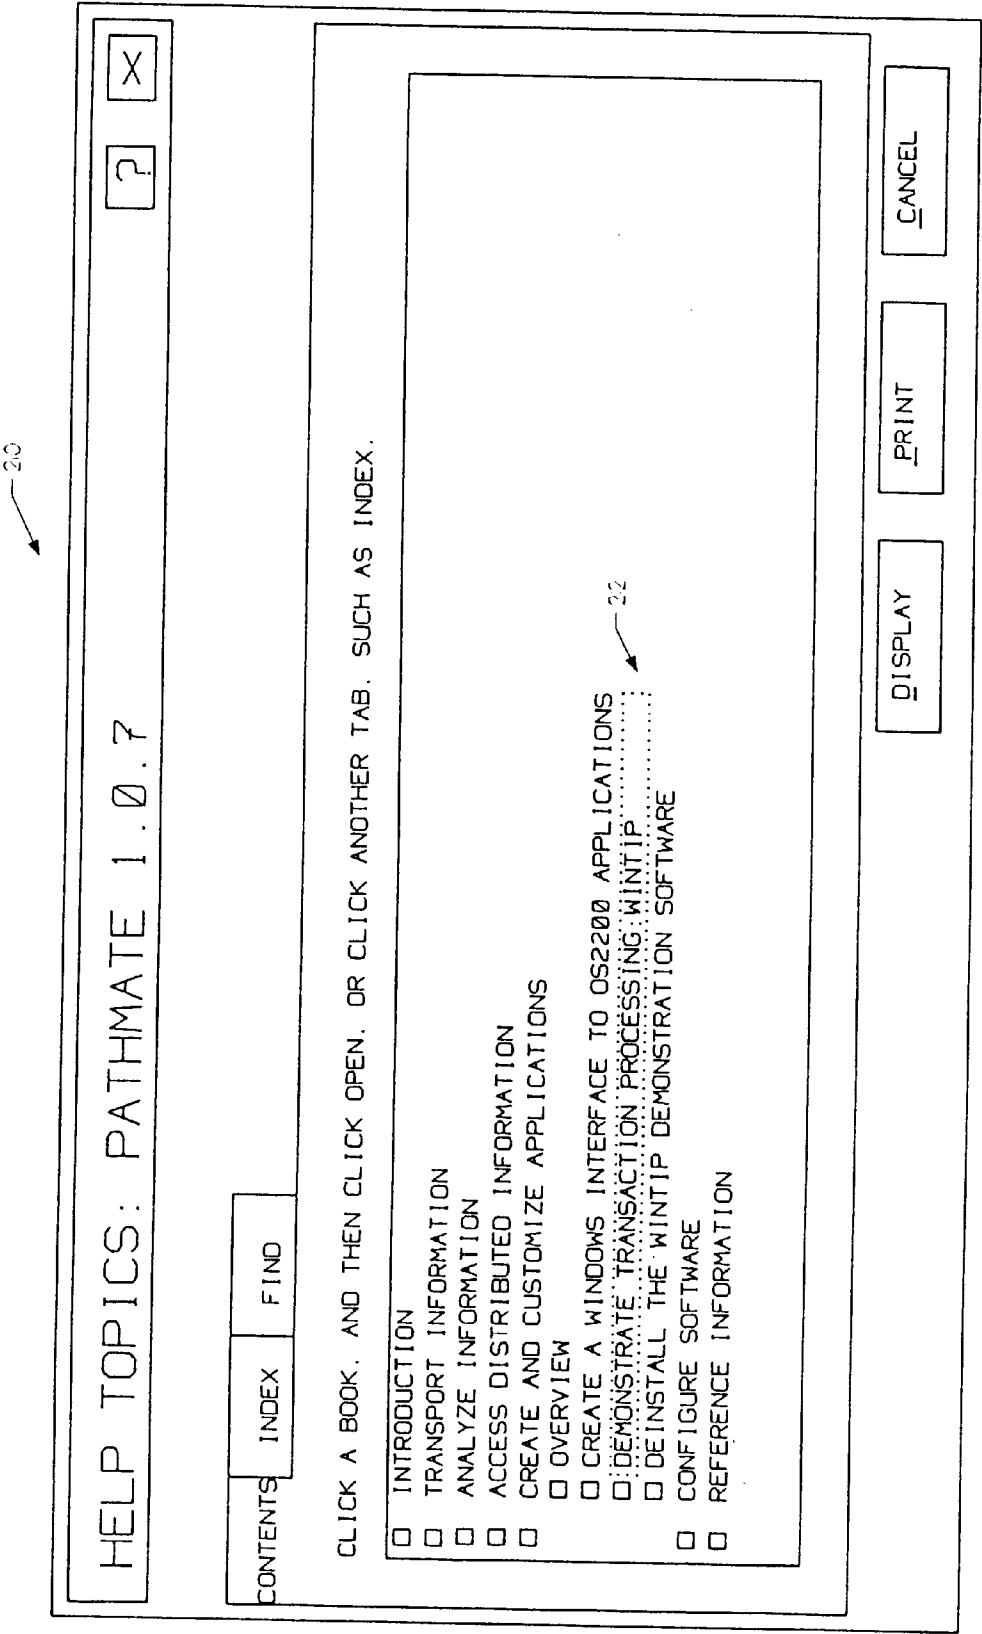 20
HELP TOPICS: PATHMATE 1.0.7
? X
CONTENTS INDEX FIND
CLICK A BOOK. AND THEN CLICK OPEN. OR CLICK ANOTHER TAB. SUCH AS INDEX.
INTRODUCTION
TRANSPORT INFORMATION
ANALYZE INFORMATION
ACCESS DISTRIBUTED INFORMATION
CREATE AND CUSTOMIZE APPLICATIONS
OVERVIEW
CREATE A WINDOWS INTERFACE TO OS2200 APPLICATIONS
22
DEMONSTRATE TRANSACTION PROCESSING:WINTIP
DEINSTALL THE WINTIP DEMONSTRATION SOFTWARE
CONFIGURE SOFTWARE
REFERENCE INFORMATION
DISPLAY PRINT CANCEL